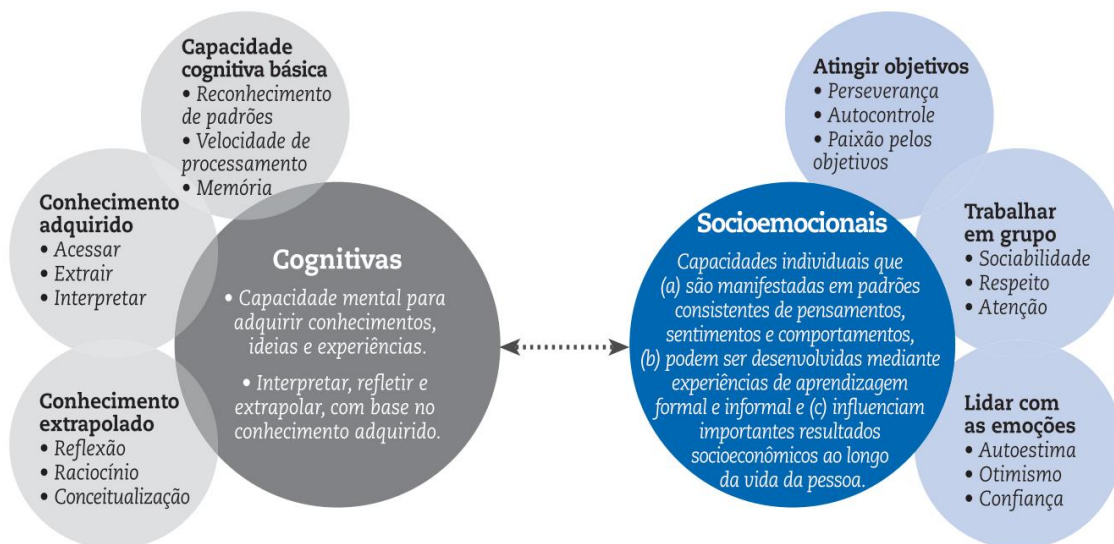 Capacidade
cognitiva básica
• Reconhecimento
de padrões
• Velocidade de
processamento
• Memória
Conhecimento
adquirido
• Acessar
• Extrair
• Interpretar
Conhecimento
extrapolado
• Reflexão
• Raciocínio
• Conceitualização
Cognitivas
• Capacidade mental para
adquirir conhecimentos,
ideias e experiências.
• Interpretar, refletir e
extrapolar, com base no
conhecimento adquirido.
Socioemocionais
Capacidades individuais que
(a) são manifestadas em padrões
consistentes de pensamentos,
sentimentos e comportamentos,
(b) podem ser desenvolvidas mediante
experiências de aprendizagem
formal e informal e (c) influenciam
importantes resultados
socioeconômicos ao longo
da vida da pessoa.
Atingir objetivos
• Perseverança
• Autocontrole
• Paixão pelos
objetivos
Trabalhar
em grupo
• Sociabilidade
• Respeito
• Atenção
Lidar com
as emoções
• Autoestima
• Otimismo
• Confiança